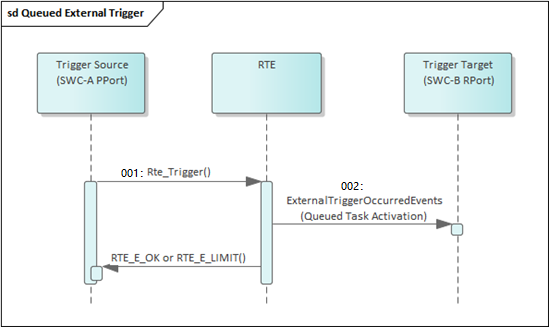 sd Queued External Trigger
Trigger Source
(SWC-A PPort)
RTE
Trigger Target
(SWC-B RPort)
001: Rte_Trigger()
002:
ExternalTriggerOccurredEvents
(Queued Task Activation)
RTE_E_OK or RTE_E_LIMIT()